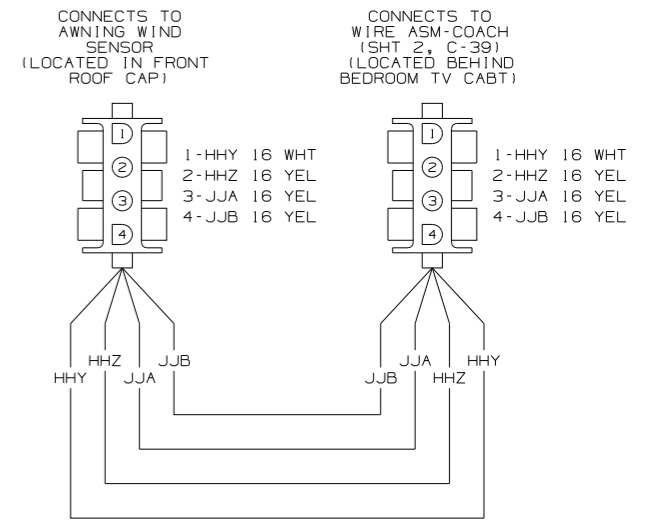 CONNECTS TO
AWNING WIND
SENSOR
(LOCATED IN FRONT
ROOF CAP)
1
2
3
4
1-HHY 16 WHT
2-HHZ 16 YEL
3-JJA 16 YEL
4-JJB 16 YEL
CONNECTS TO
WIRE ASM-COACH
(SHT 2, C-39)
(LOCATED BEHIND
BEDROOM TV CABT)
1
2
3
4
1-HHY 16 WHT
2-HHZ 16 YEL
3-JJA 16 YEL
4-JJB 16 YEL
HHY
HHZ
JJA
JJB
JJB
JJA
HHZ
HHY